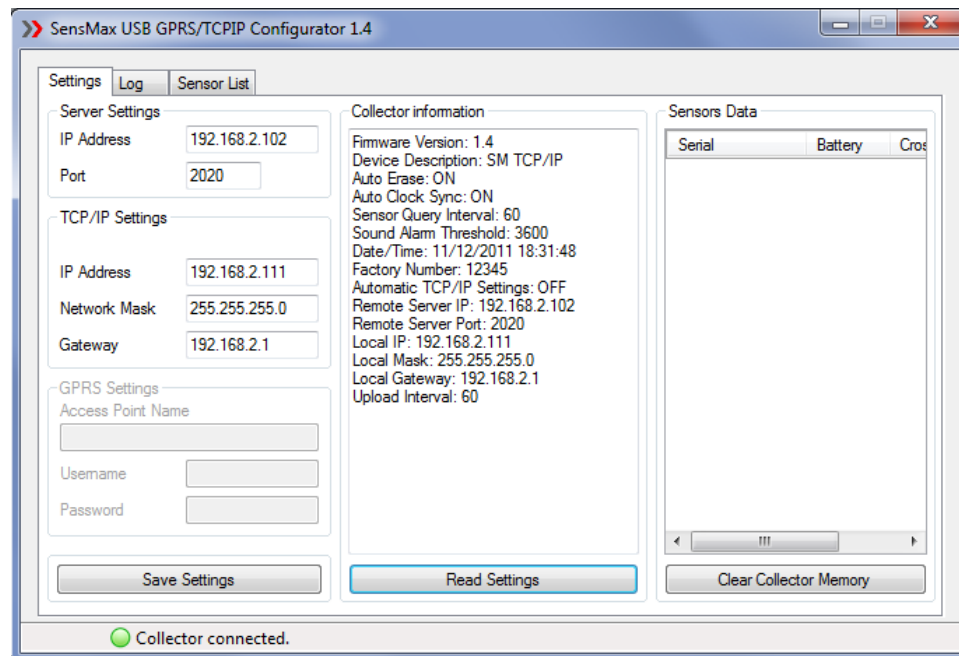 SensMax USB GPRS/TCPIP Configurator 1.4
Settings
Log
Sensor List
Server Settings
IP Address
192.168.2.102
Port
2020
TCP/IP Settings
IP Address
192.168.2.111
Network Mask
255.255.255.0
Gateway
192.168.2.1
GPRS Settings
Access Point Name
Username
Password
Save Settings
Collector information
Firmware Version: 1.4
Device Description: SM TCP/IP
Auto Erase: ON
Auto Clock Sync: ON
Sensor Query Interval: 60
Sound Alarm Threshold: 3600
Date/Time: 11/12/2011 18:31:48
Factory Number: 12345
Automatic TCP/IP Settings: OFF
Remote Server IP: 192.168.2.102
Remote Server Port: 2020
Local IP: 192.168.2.111
Local Mask: 255.255.255.0
Local Gateway: 192.168.2.1
Upload Interval: 60
Read Settings
Sensors Data
Serial
Battery
Cros
Clear Collector Memory
Collector connected.